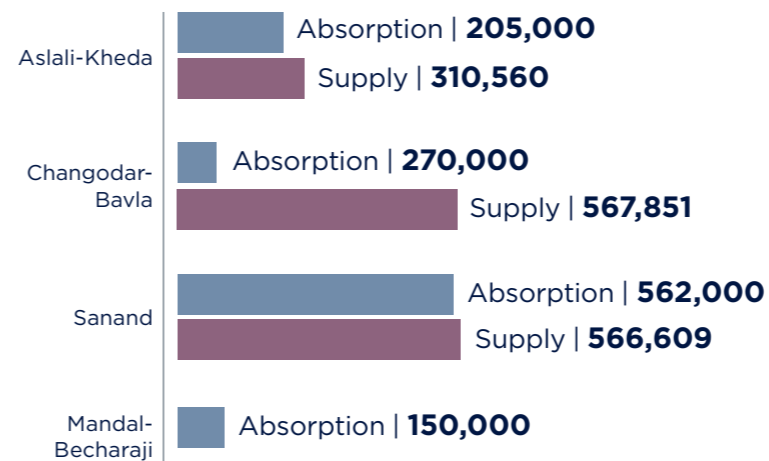 Aslali-Kheda
Absorption | 205,000
Supply | 310,560
Changodar-
Bavla
Absorption | 270,000
Supply | 567,851
Sanand
Absorption | 562,000
Supply | 566,609
Mandal-
Becharaji
Absorption | 150,000